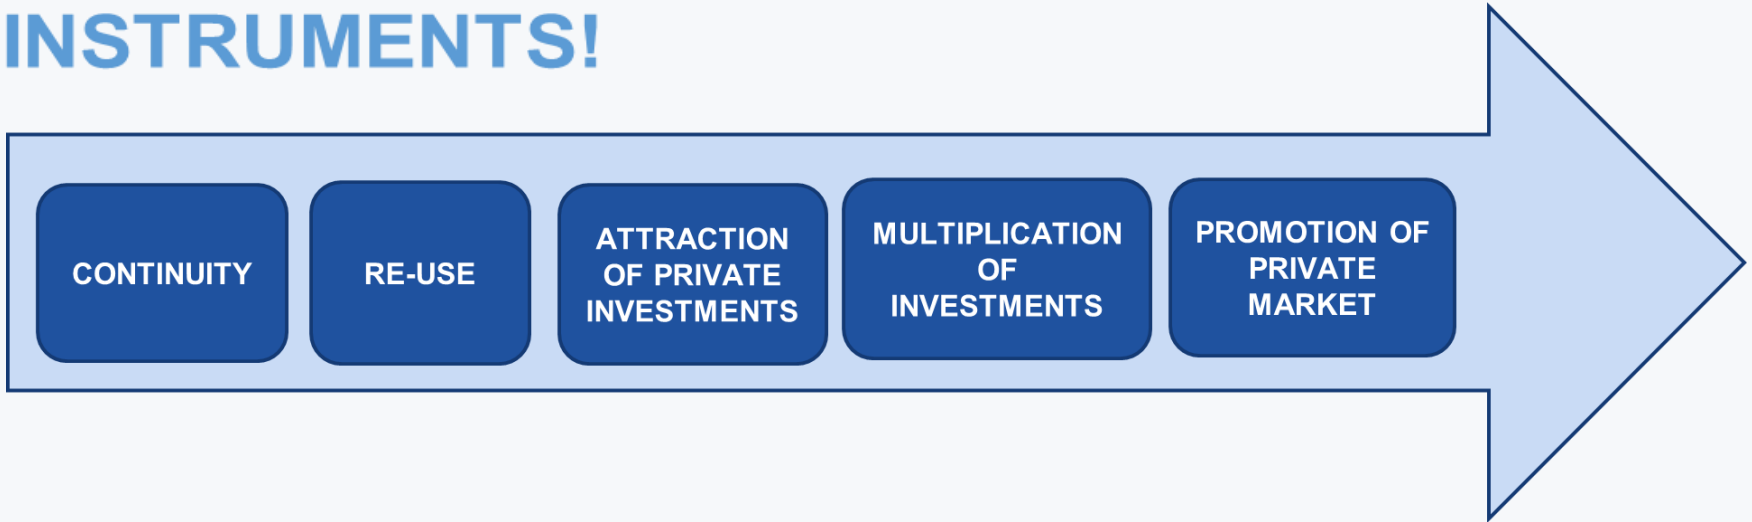 INSTRUMENTS!
CONTINUITY
RE-USE
ATTRACTION
OF PRIVATE
INVESTMENTS
MULTIPLICATION
OF
INVESTMENTS
PROMOTION OF
PRIVATE
MARKET